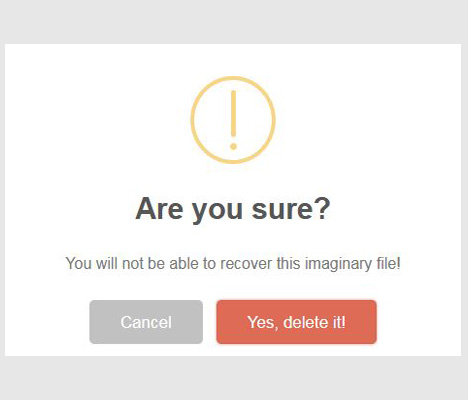 Are you sure?
You will not be able to recover this imaginary file!
Cancel
Yes, delete it!